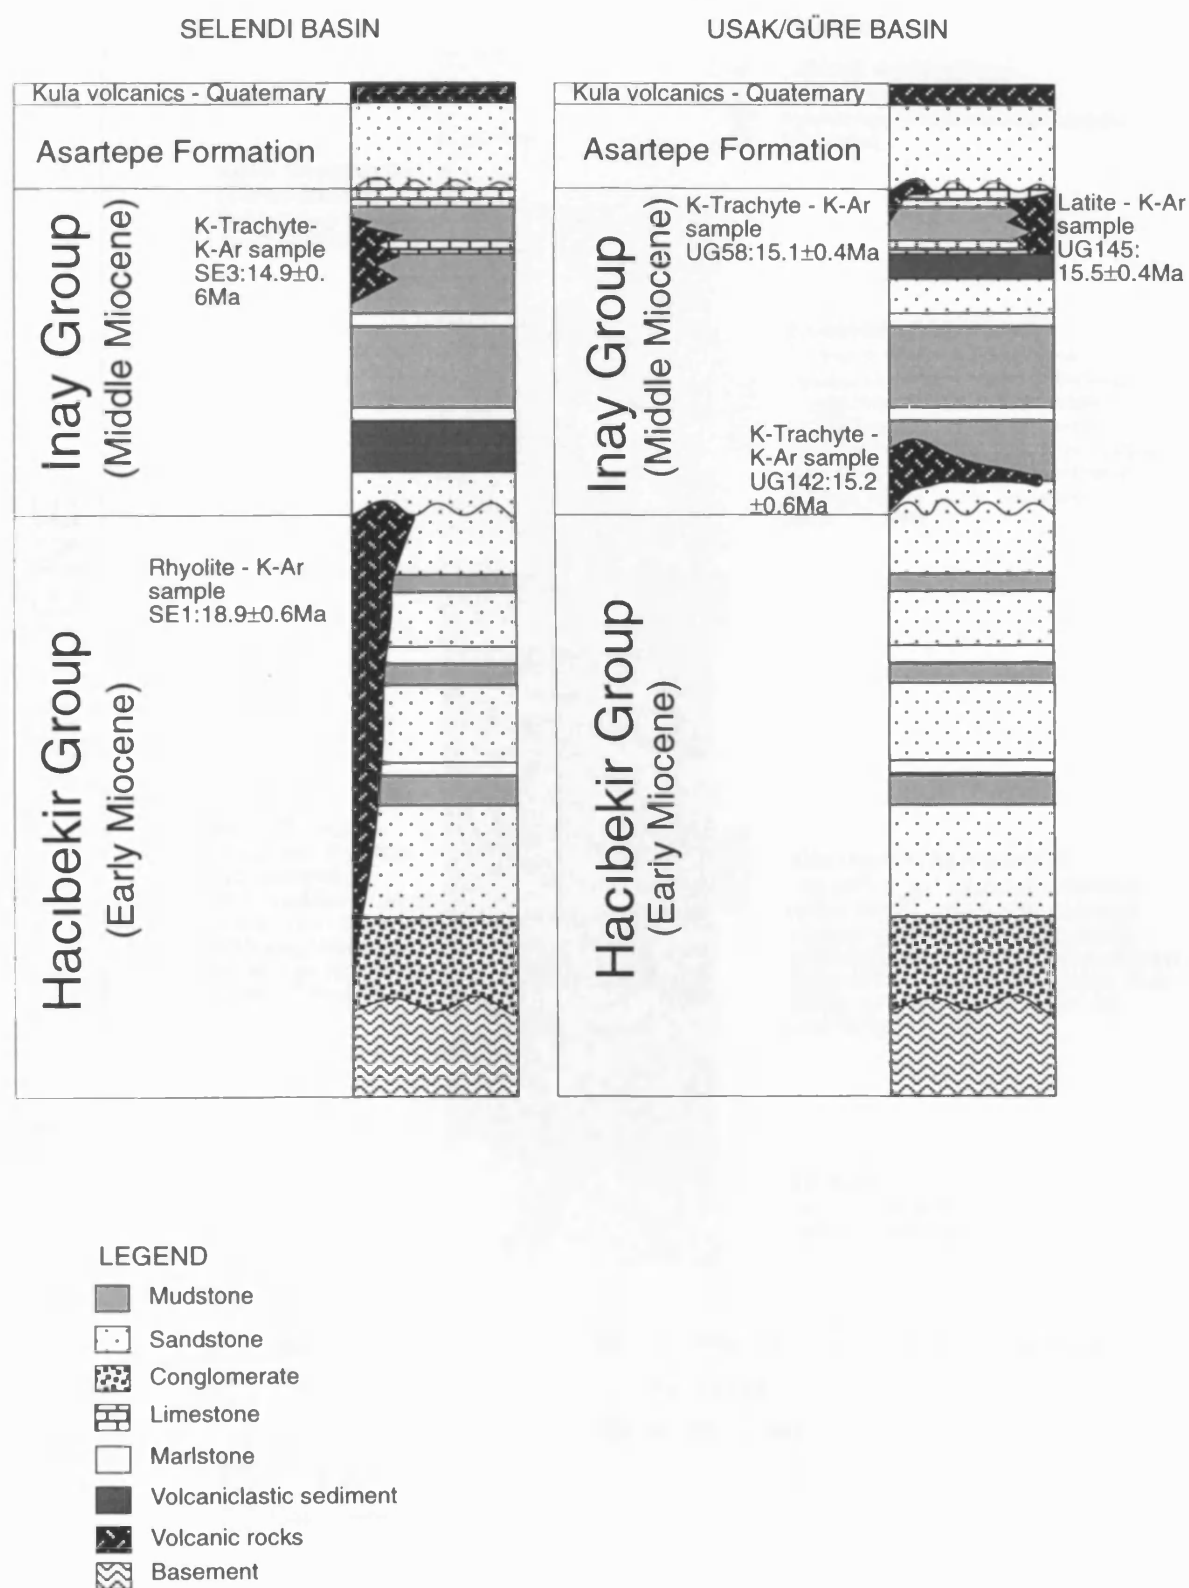 SELENDI BASIN
Kula volcanics - Quaternary
Asartepe Formation
İnay Group
(Middle Miocene)
K-Trachyte-
K-Ar sample
SE3:14.9±0.
6Ma
Rhyolite - K-Ar
sample
SE1:18.9±0.6Ma
Hacıbekir Group
(Early Miocene)
USAK/GÜRE BASIN
Kula volcanics - Quaternary
Asartepe Formation
İnay Group
(Middle Miocene)
K-Trachyte - K-Ar
sample
UG58:15.1±0.4Ma
Latite - K-Ar
sample
UG145:
15.5±0.4Ma
K-Trachyte -
K-Ar sample
UG142:15.2
±0.6Ma
Hacıbekir Group
(Early Miocene)
LEGEND
Mudstone
Sandstone
Conglomerate
Limestone
Marlstone
Volcaniclastic sediment
Volcanic rocks
Basement